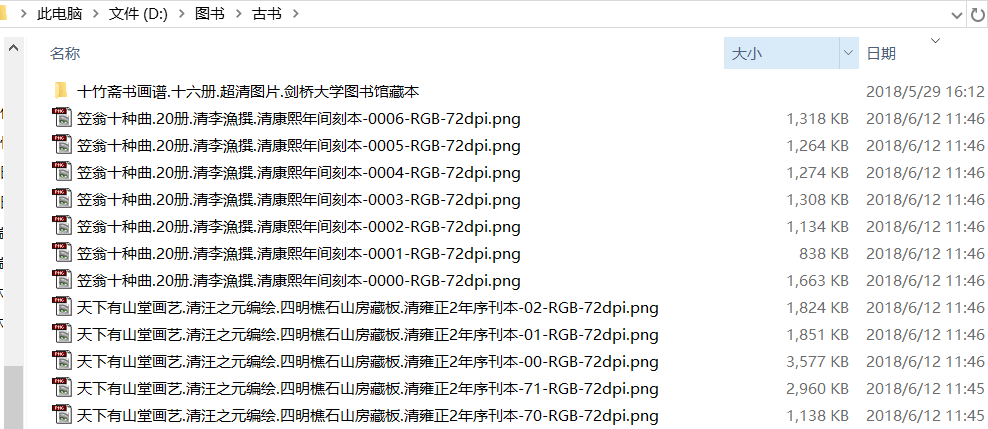 此电脑 > 文件 (D:) > 图书 > 古书 >
名称 大小 日期
十竹斋书画谱.十六册.超清图片.剑桥大学图书馆藏本 2018/5/29 16:12
笠翁十种曲.20册.清李漁撰.清康熙年间刻本-0006-RGB-72dpi.png 1,318 KB 2018/6/12 11:46
笠翁十种曲.20册.清李漁撰.清康熙年间刻本-0005-RGB-72dpi.png 1,264 KB 2018/6/12 11:46
笠翁十种曲.20册.清李漁撰.清康熙年间刻本-0004-RGB-72dpi.png 1,274 KB 2018/6/12 11:46
笠翁十种曲.20册.清李漁撰.清康熙年间刻本-0003-RGB-72dpi.png 1,308 KB 2018/6/12 11:46
笠翁十种曲.20册.清李漁撰.清康熙年间刻本-0002-RGB-72dpi.png 1,134 KB 2018/6/12 11:46
笠翁十种曲.20册.清李漁撰.清康熙年间刻本-0001-RGB-72dpi.png 838 KB 2018/6/12 11:46
笠翁十种曲.20册.清李漁撰.清康熙年间刻本-0000-RGB-72dpi.png 1,663 KB 2018/6/12 11:46
天下有山堂画艺.清汪之元编绘.四明樵石山房藏板.清雍正2年序刊本-02-RGB-72dpi.png 1,824 KB 2018/6/12 11:46
天下有山堂画艺.清汪之元编绘.四明樵石山房藏板.清雍正2年序刊本-01-RGB-72dpi.png 1,851 KB 2018/6/12 11:46
天下有山堂画艺.清汪之元编绘.四明樵石山房藏板.清雍正2年序刊本-00-RGB-72dpi.png 3,577 KB 2018/6/12 11:46
天下有山堂画艺.清汪之元编绘.四明樵石山房藏板.清雍正2年序刊本-71-RGB-72dpi.png 2,960 KB 2018/6/12 11:45
天下有山堂画艺.清汪之元编绘.四明樵石山房藏板.清雍正2年序刊本-70-RGB-72dpi.png 1,138 KB 2018/6/12 11:45